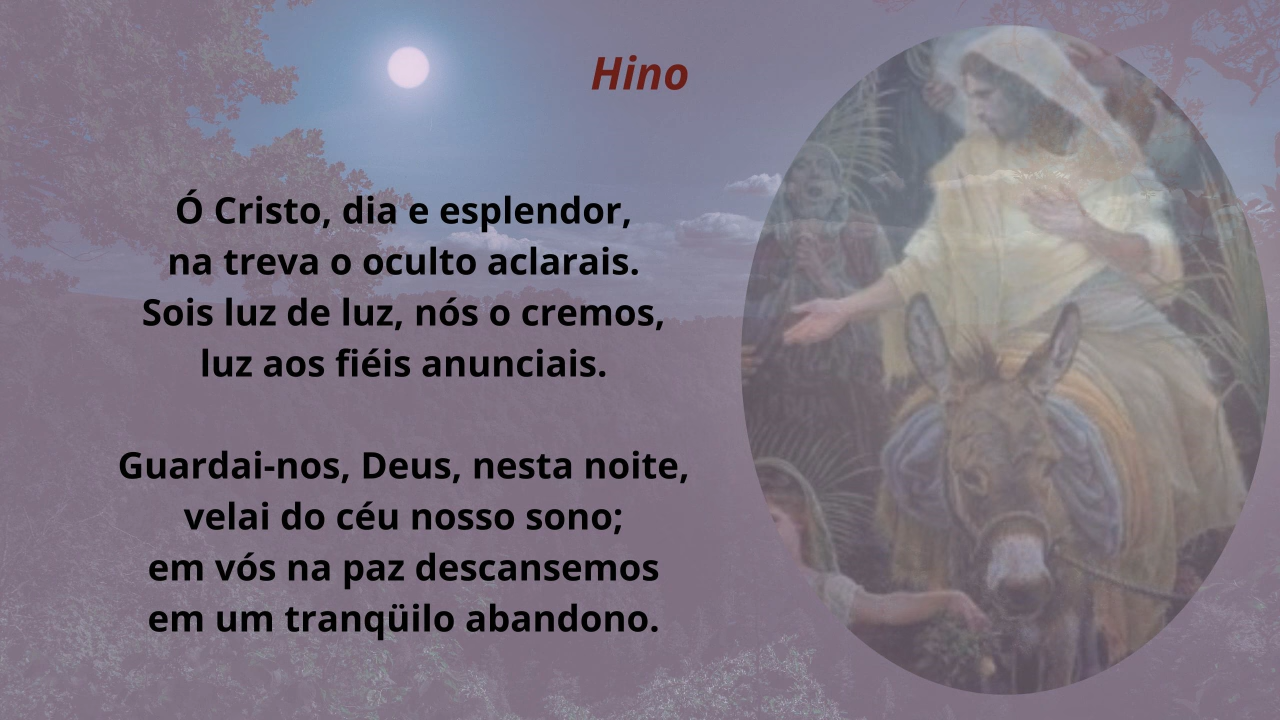 Hino
Ó Cristo, dia e esplendor,
na treva o oculto aclarais.
Sois luz de luz, nós o cremos,
luz aos fiéis anunciais.
Guardai-nos, Deus, nesta noite,
velai do céu nosso sono;
em vós na paz descansemos
em um tranqüilo abandono.